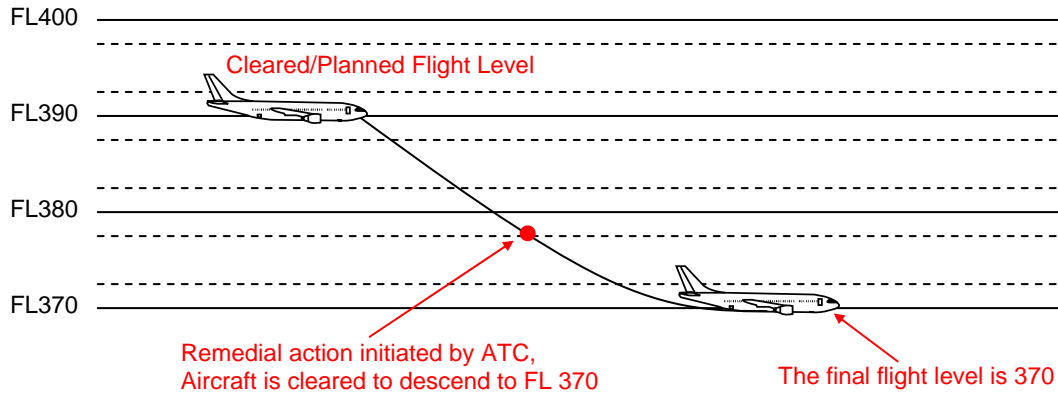 FL400
Cleared/Planned Flight Level
FL390
FL380
FL370
Remedial action initiated by ATC,
Aircraft is cleared to descend to FL 370
The final flight level is 370